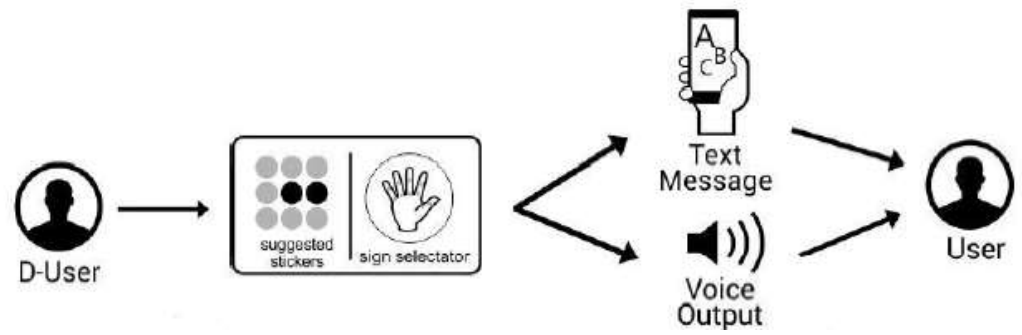 D-User
suggested
stickers
sign selectator
A
B
C
Text
Message
Voice
Output
User